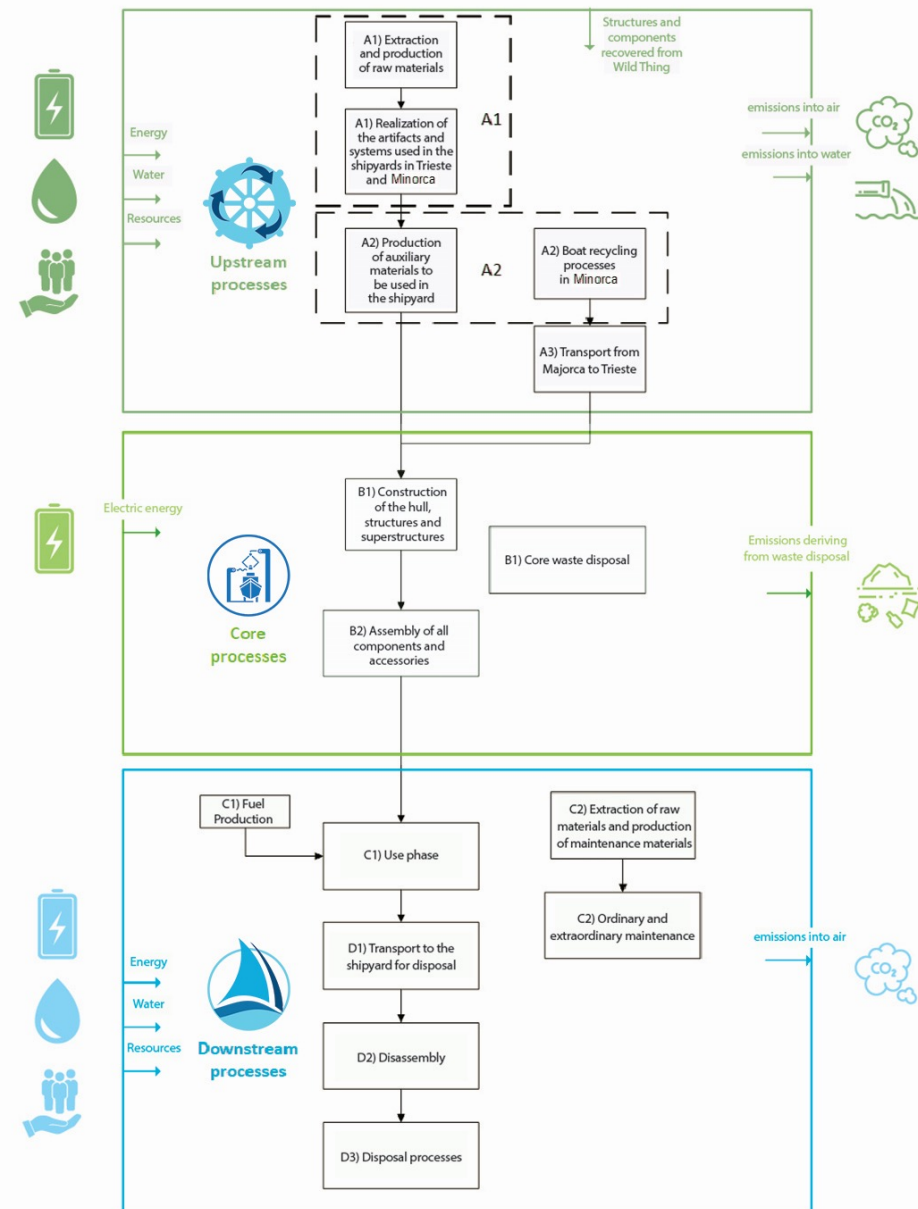 Structures and
components
recovered from
Wild Thing
A1) Extraction
and production
of raw materials
A1
A1) Realization of
the artifacts and
systems used in the
shipyards in Trieste
and Minorca
Energy
Water
Resources
Upstream
processes
emissions into air
CO2
emissions into water
A2) Production
of auxiliary
materials to
be used in
the shipyard
A2
A2) Boat recycling
processes
in Minorca
A3) Transport from
Majorca to Trieste
Electric energy
Core
processes
B1) Construction
of the hull,
structures and
superstructures
B1) Core waste disposal
Emissions deriving
from waste disposal
B2) Assembly of all
components and
accessories
C1) Fuel
Production
C1) Use phase
C2) Extraction of raw
materials and production
of maintenance materials
C2) Ordinary and
extraordinary maintenance
Energy
Water
Resources
Downstream
processes
emissions into air
CO2
D1) Transport to the
shipyard for disposal
D2) Disassembly
D3) Disposal processes